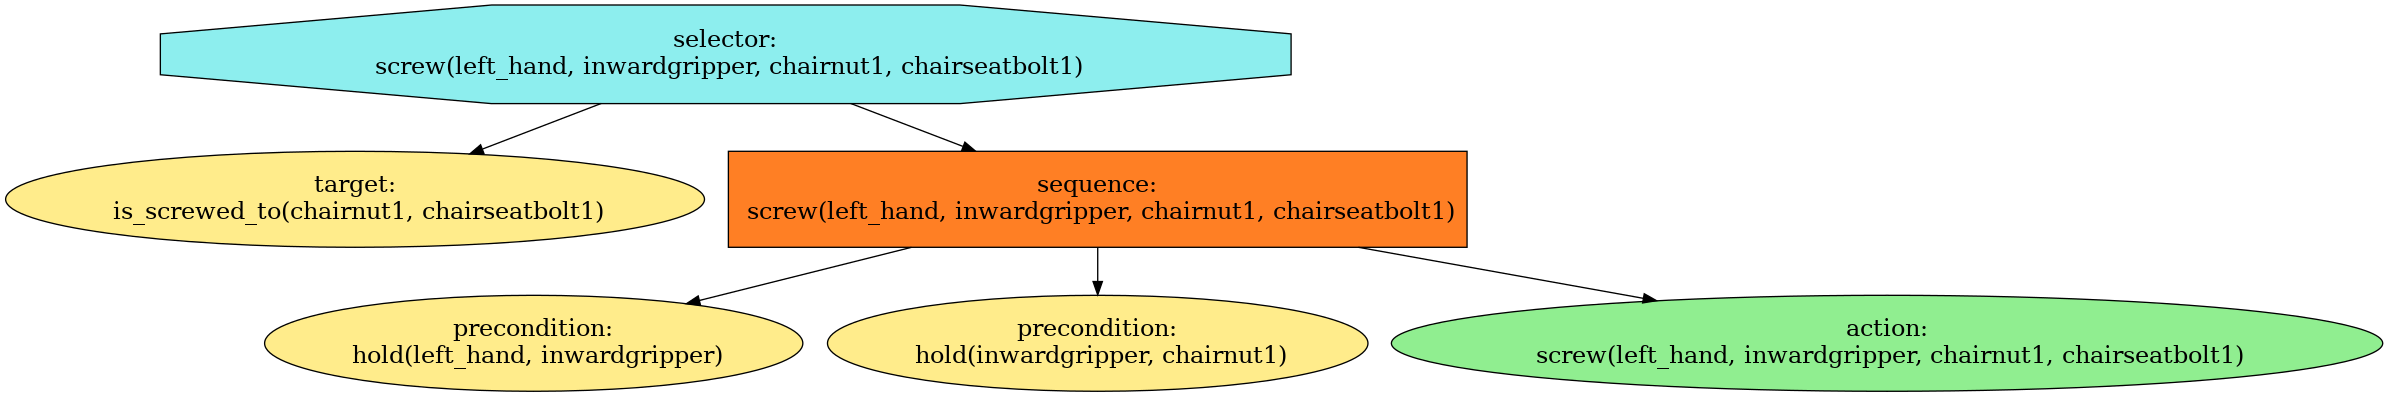 selector:
screw(left_hand, inwardgripper, chairnut1, chairseatbolt1)
target:
is_screwed_to(chairnut1, chairseatbolt1)
sequence:
screw(left_hand, inwardgripper, chairnut1, chairseatbolt1)
precondition:
hold(left_hand, inwardgripper)
precondition:
hold(inwardgripper, chairnut1)
action:
screw(left_hand, inwardgripper, chairnut1, chairseatbolt1)